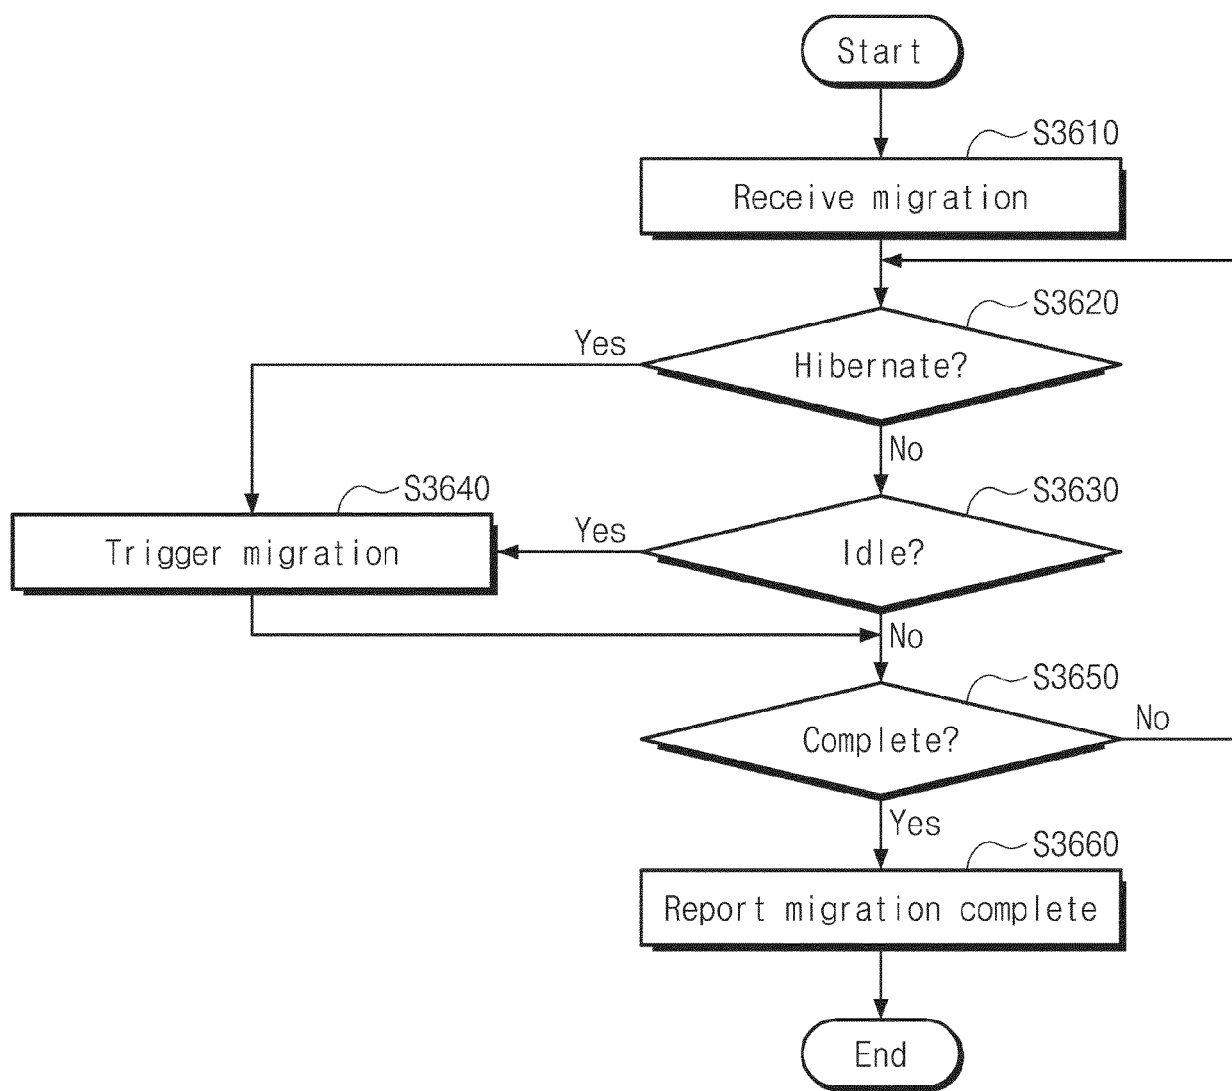 Start
S3610
Receive migration
S3620
Yes
Hibernate?
No
S3640
S3630
Trigger migration
Yes
Idle?
No
S3650
Complete?
No
Yes
S3660
Report migration complete
End